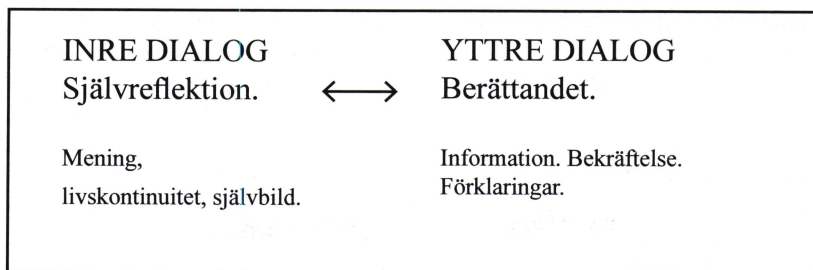 INRE DIALOG
Självreflektion.
YTTRE DIALOG
Berättandet.
Mening,
livskontinuitet, självbild.
Information. Bekräftelse.
Förklaringar.